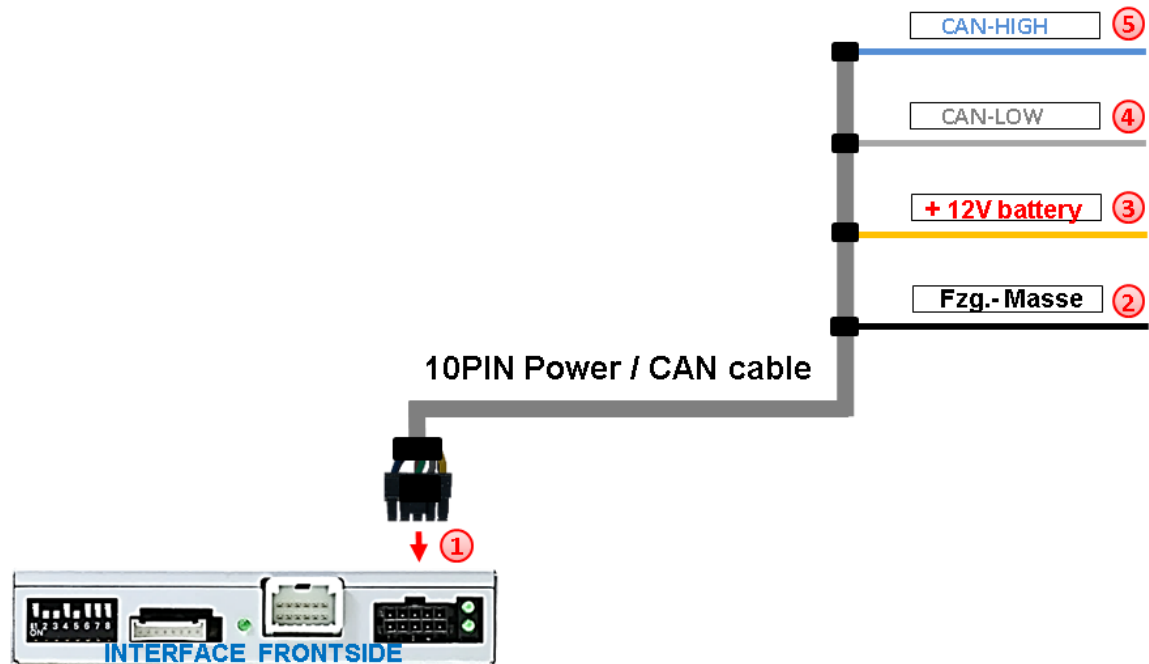 CAN-HIGH 5
CAN-LOW 4
+ 12V battery 3
Fzg.- Masse 2
10PIN Power / CAN cable
1
2 3 4 5 6 7 8
ON
INTERFACE FRONTSIDE